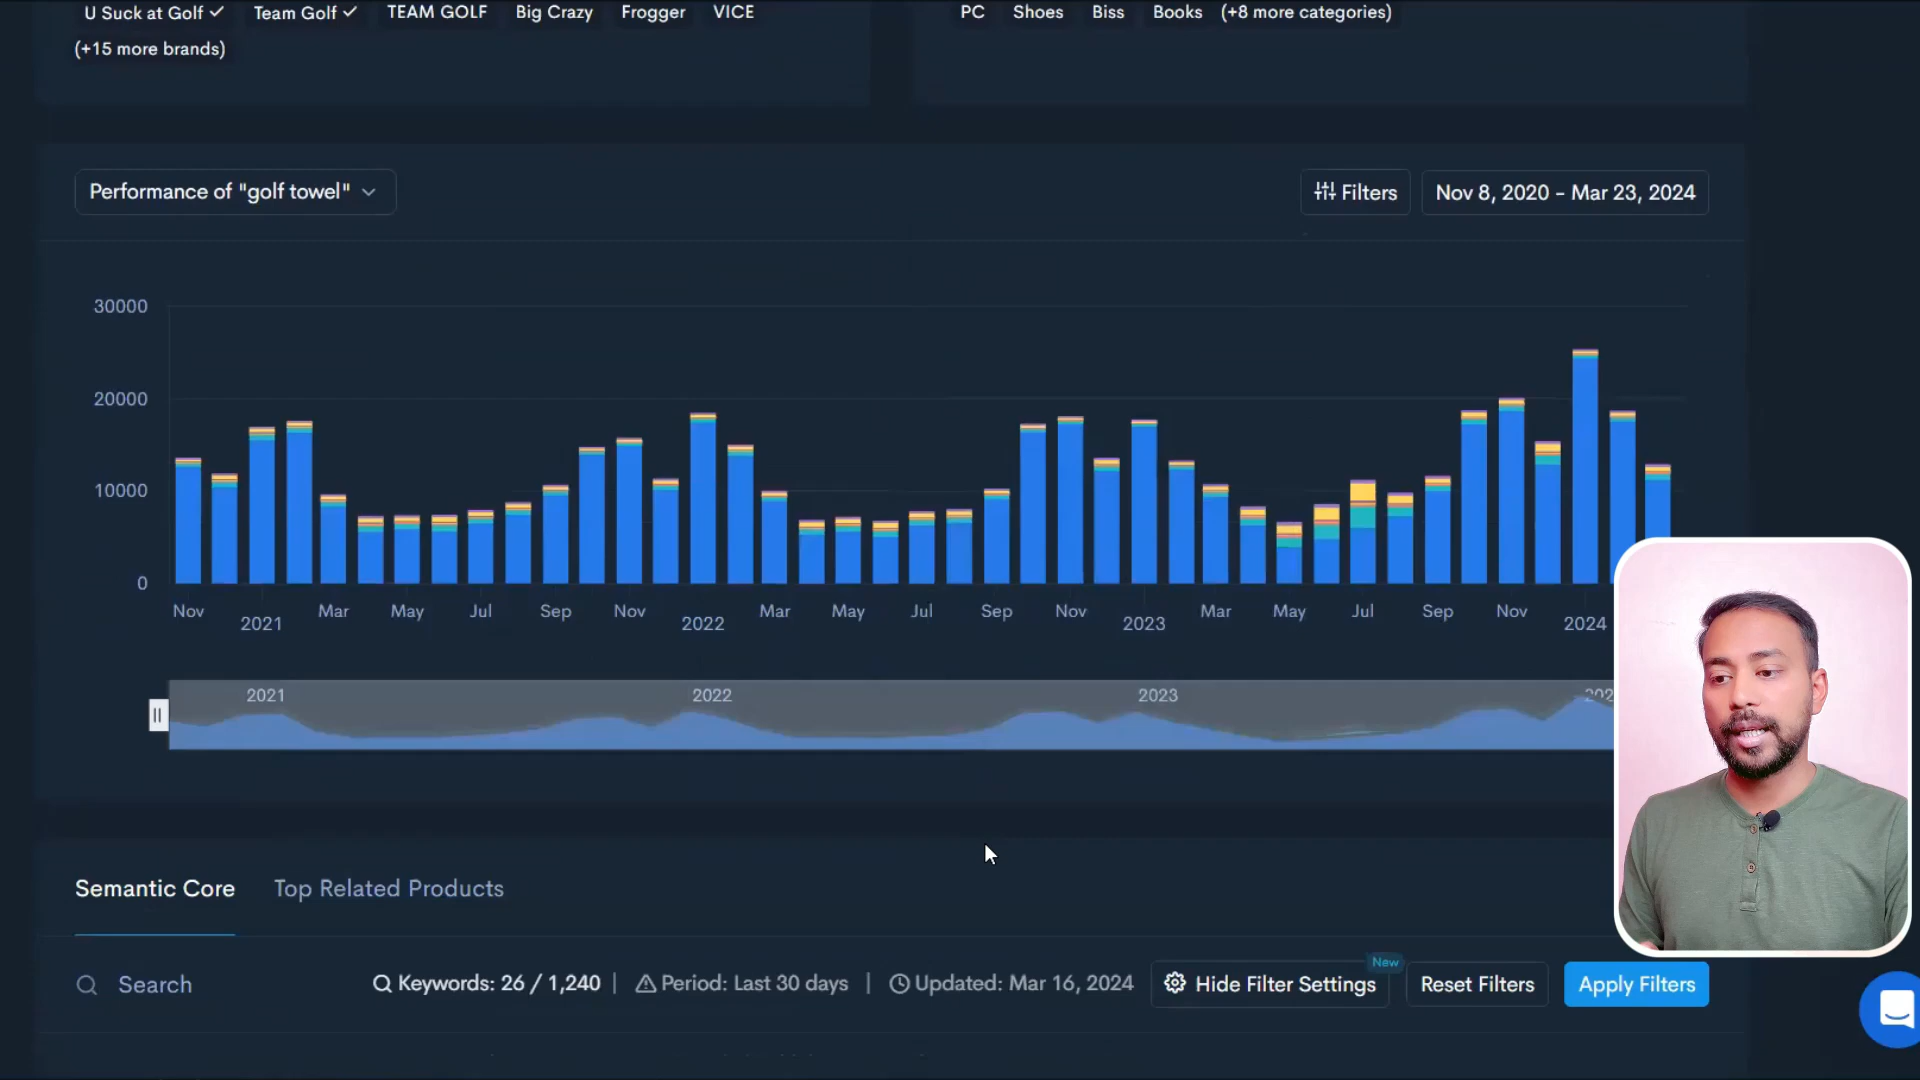 U Suck at Golf Team Golf TEAM GOLF Big Crazy Frogger VICE
(+15 more brands)
PC Shoes Biss Books (+8 more categories)
Performance of "golf towel"
Filters
Nov 8, 2020 - Mar 23, 2024
30000
20000
10000
0
Nov 2021 Mar May Jul Sep Nov 2022 Mar May Jul Sep Nov 2023 Mar May Jul Sep Nov 2024
2021 2022 2023
Semantic Core Top Related Products
New
Search Keywords: 26 / 1,240 | Period: Last 30 days | Updated: Mar 16, 2024 Hide Filter Settings Reset Filters Apply Filters